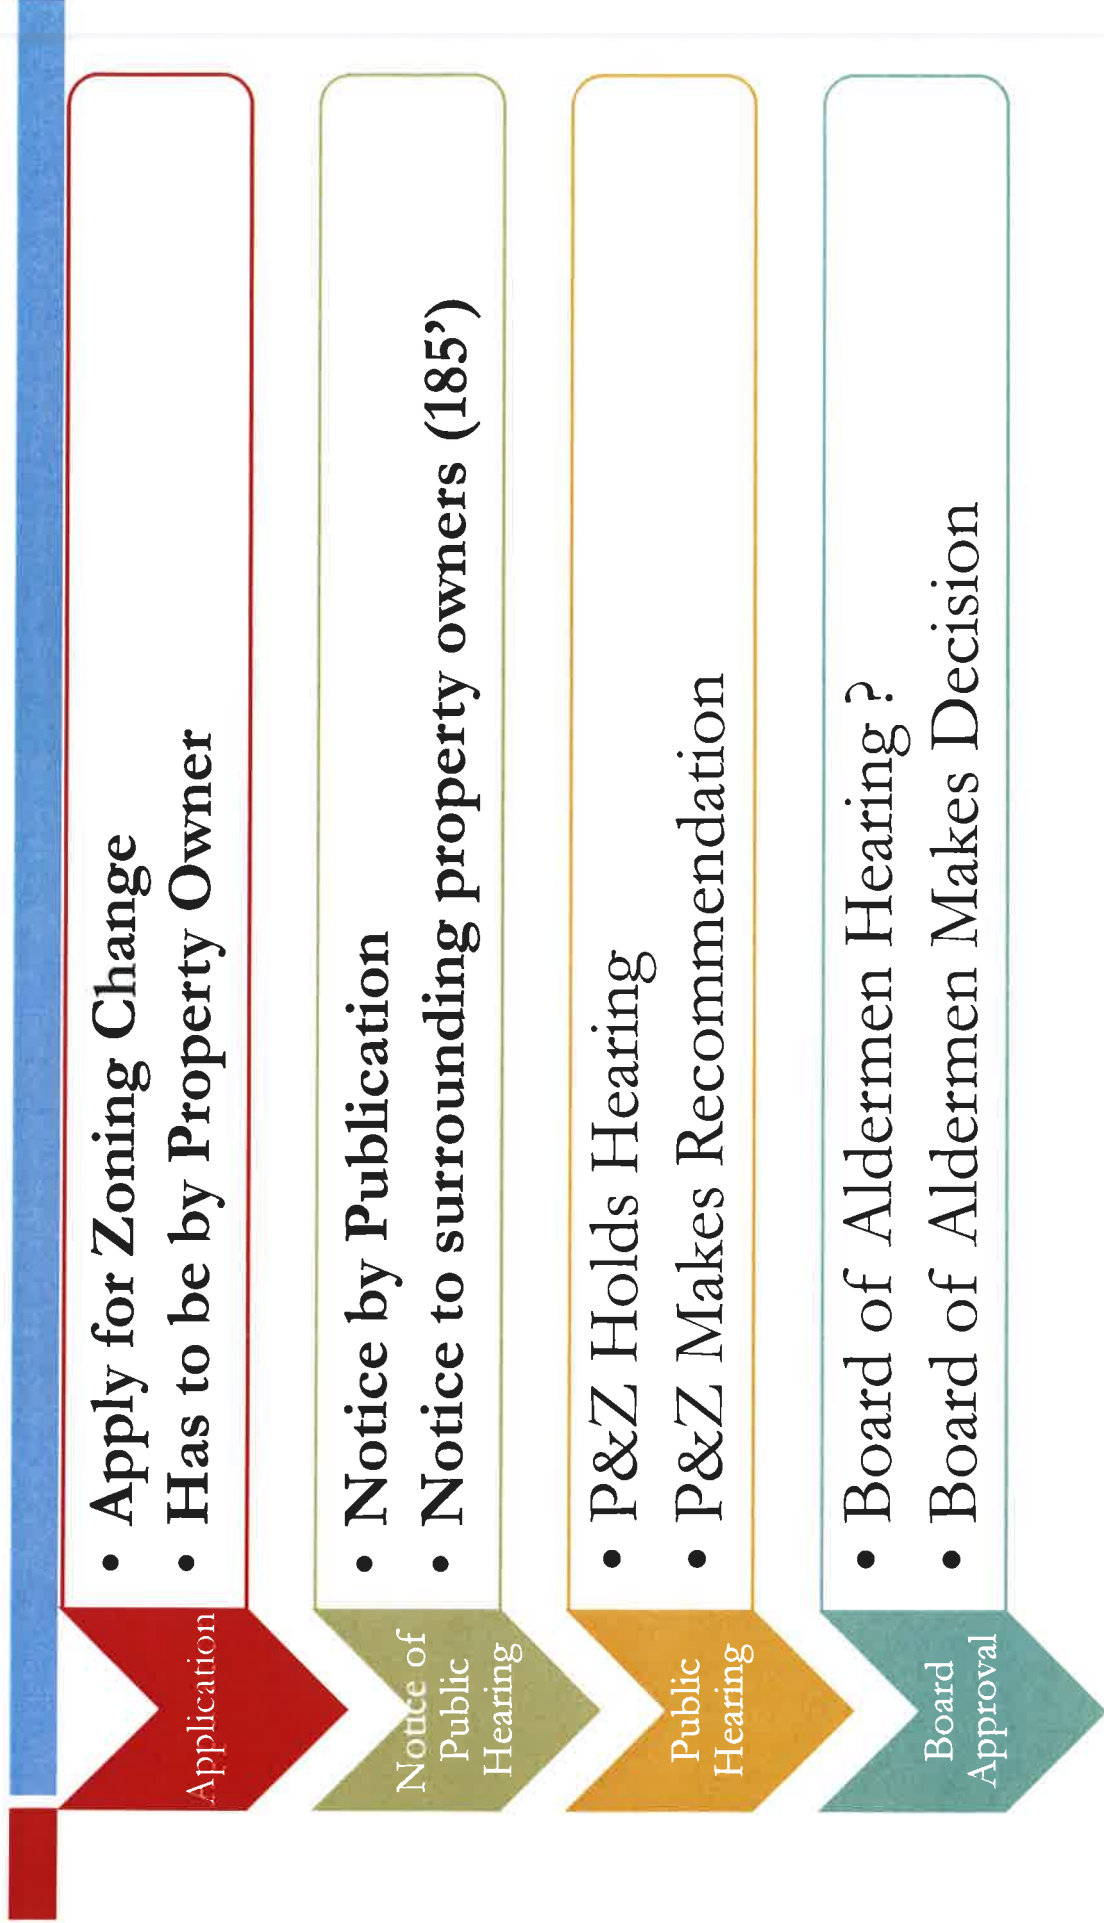 Application
• Apply for Zoning Change
• Has to be by Property Owner
Notice of
Public
Hearing
• Notice by Publication
• Notice to surrounding property owners (185’)
Public
Hearing
• P&Z Holds Hearing
• P&Z Makes Recommendation
Board
Approval
• Board of Aldermen Hearing ?
• Board of Aldermen Makes Decision